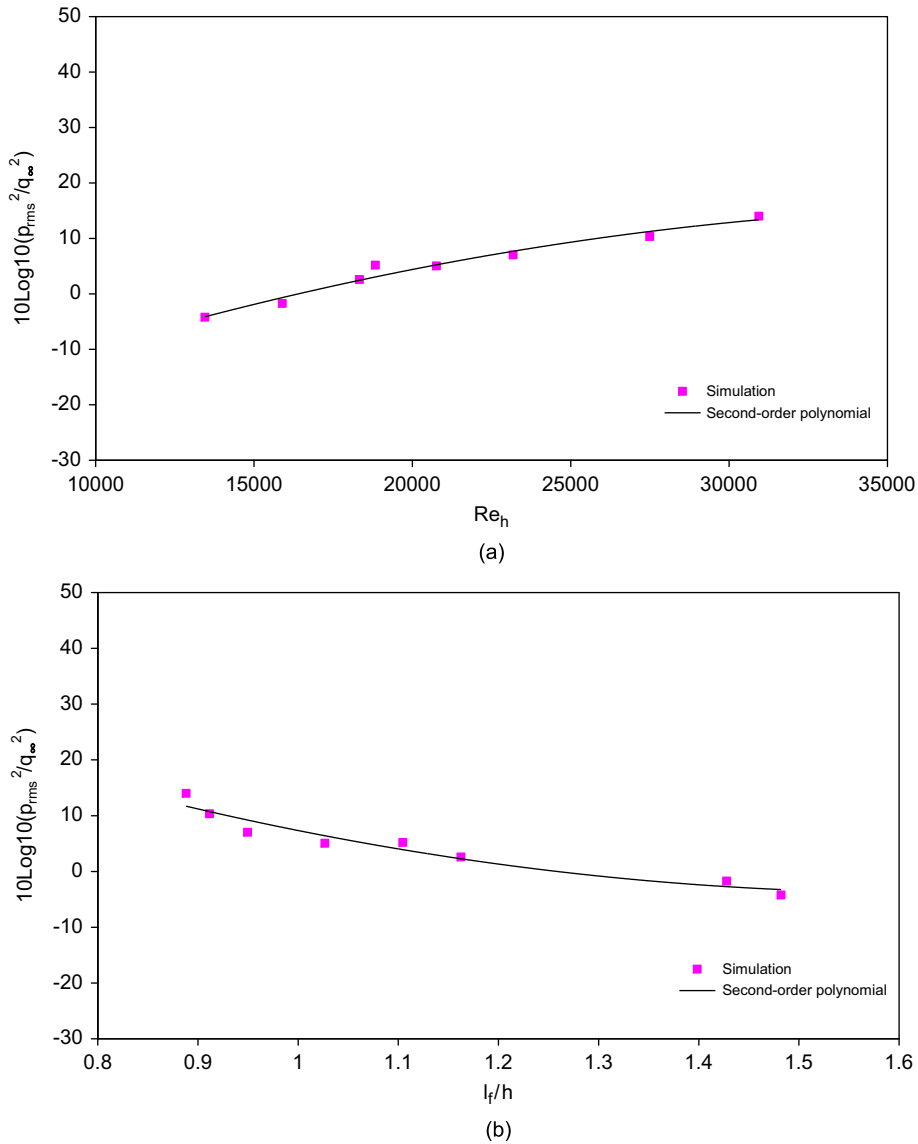 50
40
30
20
10
0
-10
-20
-30
10Log10(p_rms^2/q_∞^2)
Simulation
Second-order polynomial
10000 15000 20000 25000 30000 35000
Re_h
(a)
50
40
30
20
10
0
-10
-20
-30
10Log10(p_rms^2/q_∞^2)
Simulation
Second-order polynomial
0.8 0.9 1 1.1 1.2 1.3 1.4 1.5 1.6
l_f/h
(b)